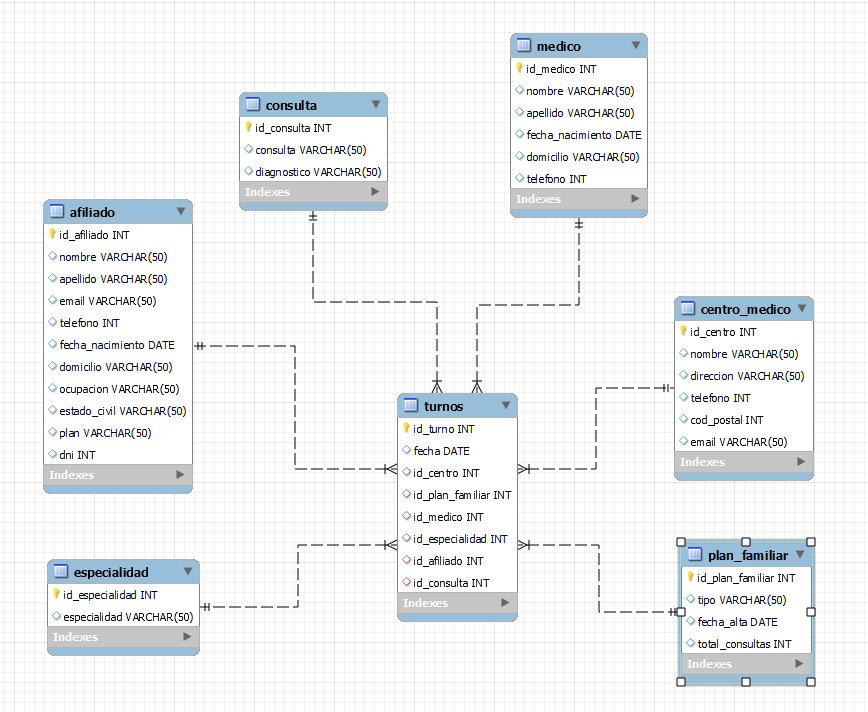 medico
id_medico INT
nombre VARCHAR(50)
apellido VARCHAR(50)
fecha_nacimiento DATE
domicilio VARCHAR(50)
telefono INT
Indexes
consulta
id_consulta INT
consulta VARCHAR(50)
diagnostico VARCHAR(50)
Indexes
afiliado
id_afiliado INT
nombre VARCHAR(50)
apellido VARCHAR(50)
email VARCHAR(50)
telefono INT
fecha_nacimiento DATE
domicilio VARCHAR(50)
ocupacion VARCHAR(50)
estado_civil VARCHAR(50)
plan VARCHAR(50)
dni INT
Indexes
centro_medico
id_centro INT
nombre VARCHAR(50)
direccion VARCHAR(50)
telefono INT
cod_postal INT
email VARCHAR(50)
Indexes
turnos
id_turno INT
fecha DATE
id_centro INT
id_plan_familiar INT
id_medico INT
id_especialidad INT
id_afiliado INT
id_consulta INT
Indexes
especialidad
id_especialidad INT
especialidad VARCHAR(50)
Indexes
plan_familiar
id_plan_familiar INT
tipo VARCHAR(50)
fecha_alta DATE
total_consultas INT
Indexes